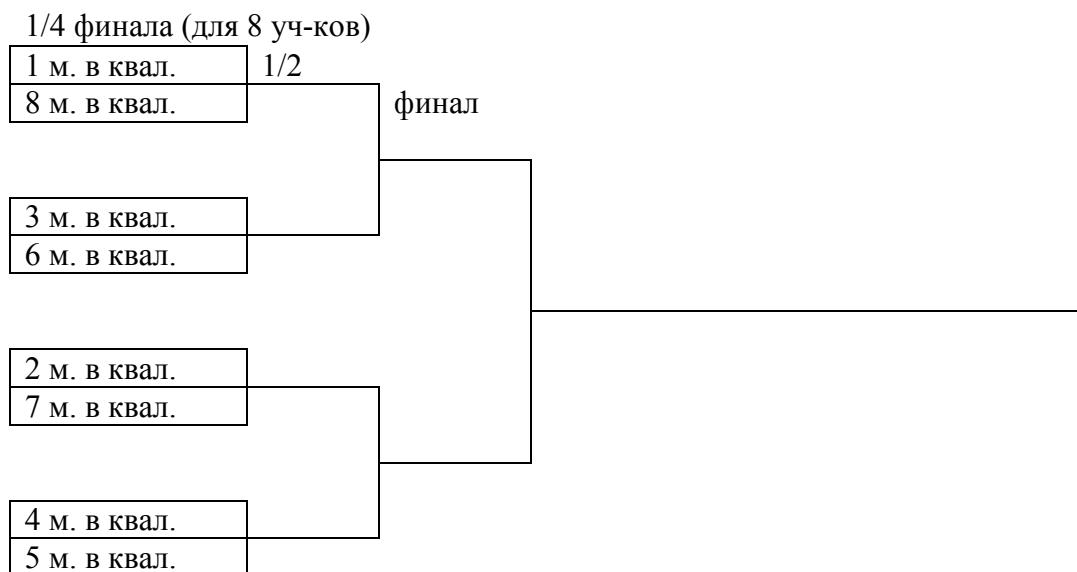 1/4 финала (для 8 уч-ков)
1 м. в квал.
1/2
8 м. в квал.
финал
3 м. в квал.
6 м. в квал.
2 м. в квал.
7 м. в квал.
4 м. в квал.
5 м. в квал.